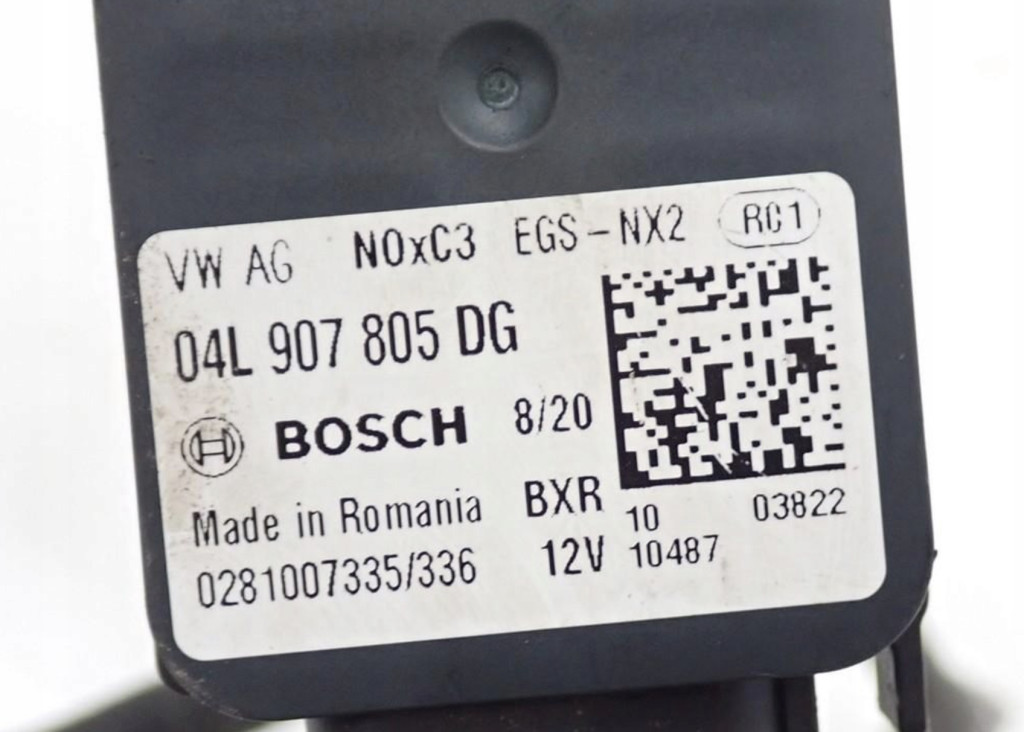 VW AG NOxC3 EGS-NX2 RC1
04L 907 805 DG
BOSCH 8/20
Made in Romania BXR 10 03822
0281007335/336 12V 10487